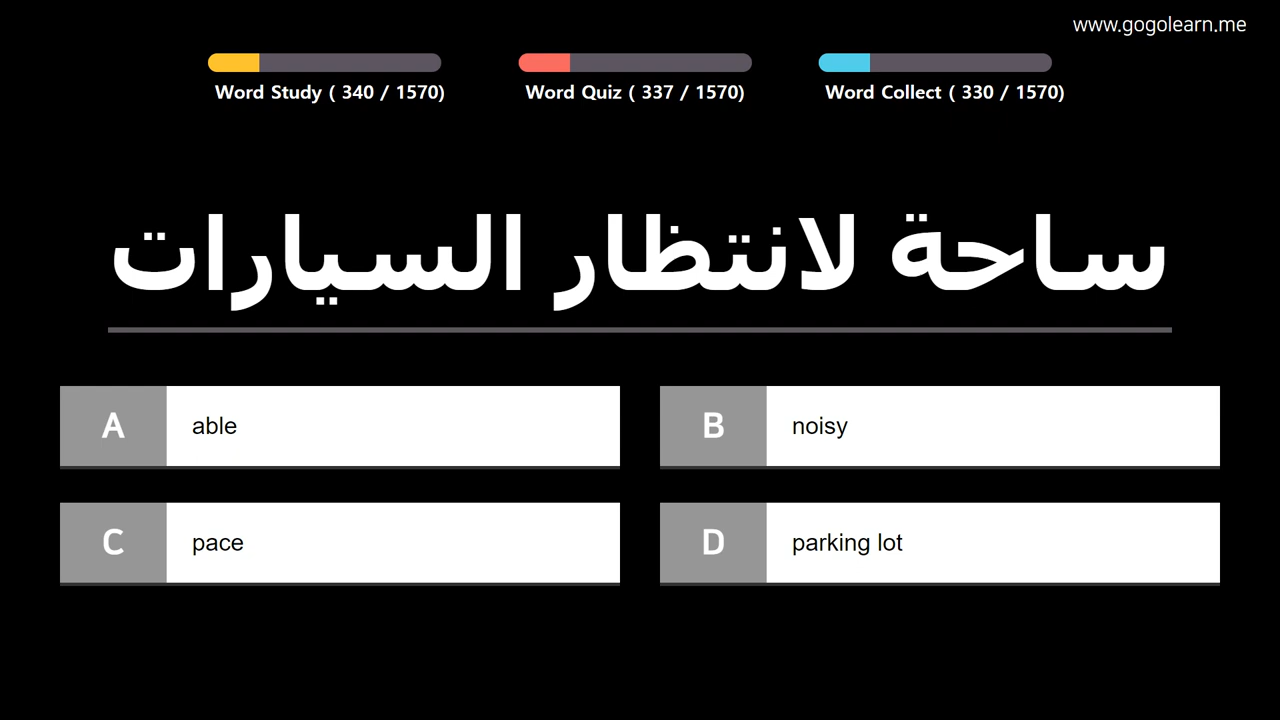 www.gogolearn.me
Word Study ( 340 / 1570)
Word Quiz ( 337 / 1570)
Word Collect ( 330 / 1570)
ساحة لانتظار السيارات
A
able
B
noisy
C
pace
D
parking lot